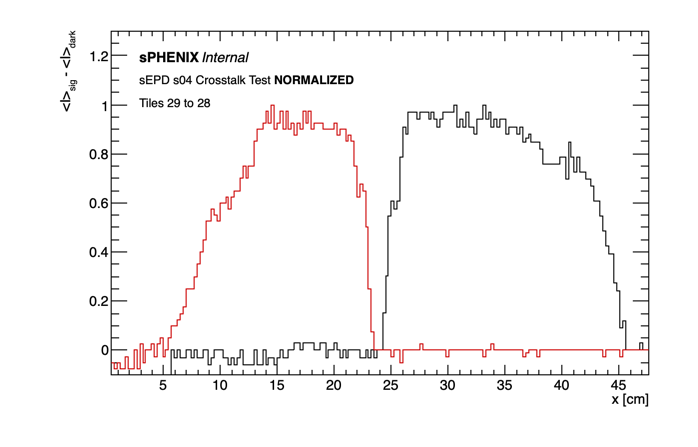 <I>sig - <I>dark
1.2
sPHENIX Internal
sEPD s04 Crosstalk Test NORMALIZED
Tiles 29 to 28
1
0.8
0.6
0.4
0.2
0
5 10 15 20 25 30 35 40 45
x [cm]